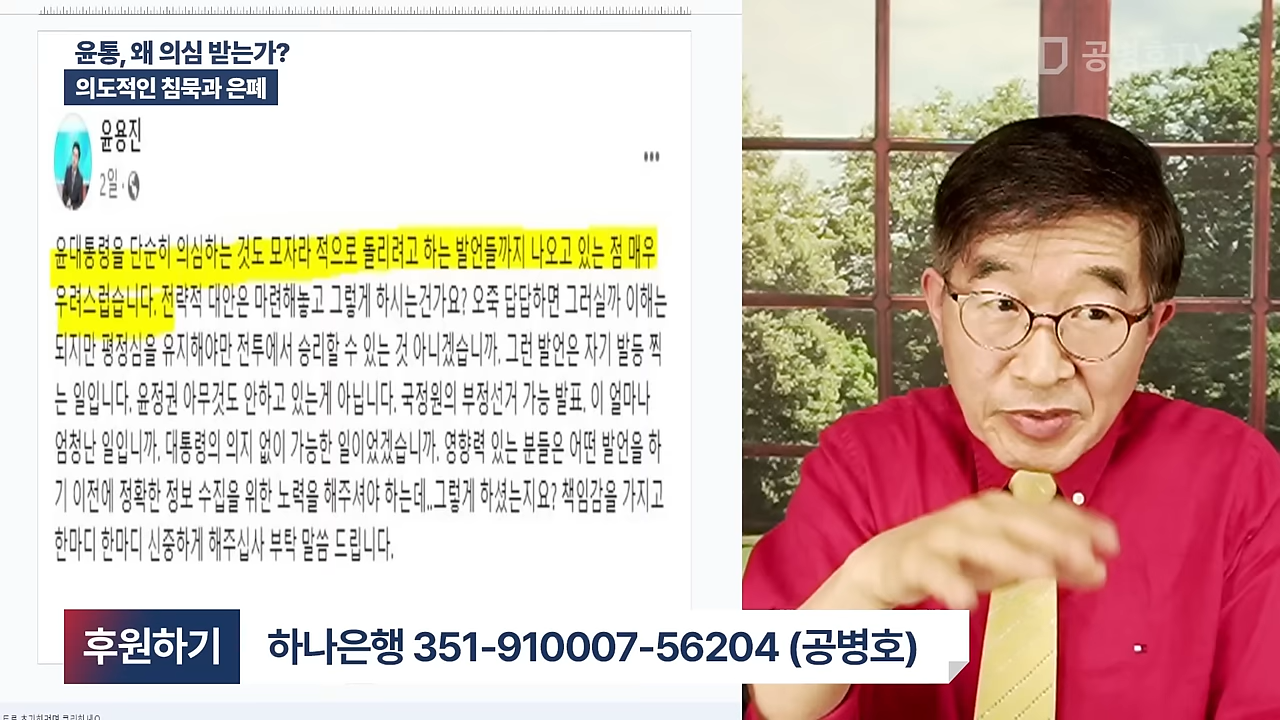 윤통, 왜 의심 받는가?
의도적인 침묵과 은폐
공병호TV
윤용진
2일 ·
윤대통령을 단순히 의심하는 것도 모자라 적으로 돌리려고 하는 발언들까지 나오고 있는 점 매우
우려스럽습니다. 전략적 대안은 마련해놓고 그렇게 하시는건가요? 오죽 답답하면 그러실까 이해는
되지만 평정심을 유지해야만 전투에서 승리할 수 있는 것 아니겠습니까. 그런 발언은 자기 발등 찍
는 일입니다. 윤정권 아무것도 안하고 있는게 아닙니다. 국정원의 부정선거 가능 발표. 이 얼마나
엄청난 일입니까. 대통령의 의지 없이 가능한 일이었겠습니까. 영향력 있는 분들은 어떤 발언을 하
기 이전에 정확한 정보 수집을 위한 노력을 해주셔야 하는데..그렇게 하셨는지요? 책임감을 가지고
한마디 한마디 신중하게 해주십사 부탁 말씀 드립니다.
후원하기
하나은행 351-910007-56204 (공병호)